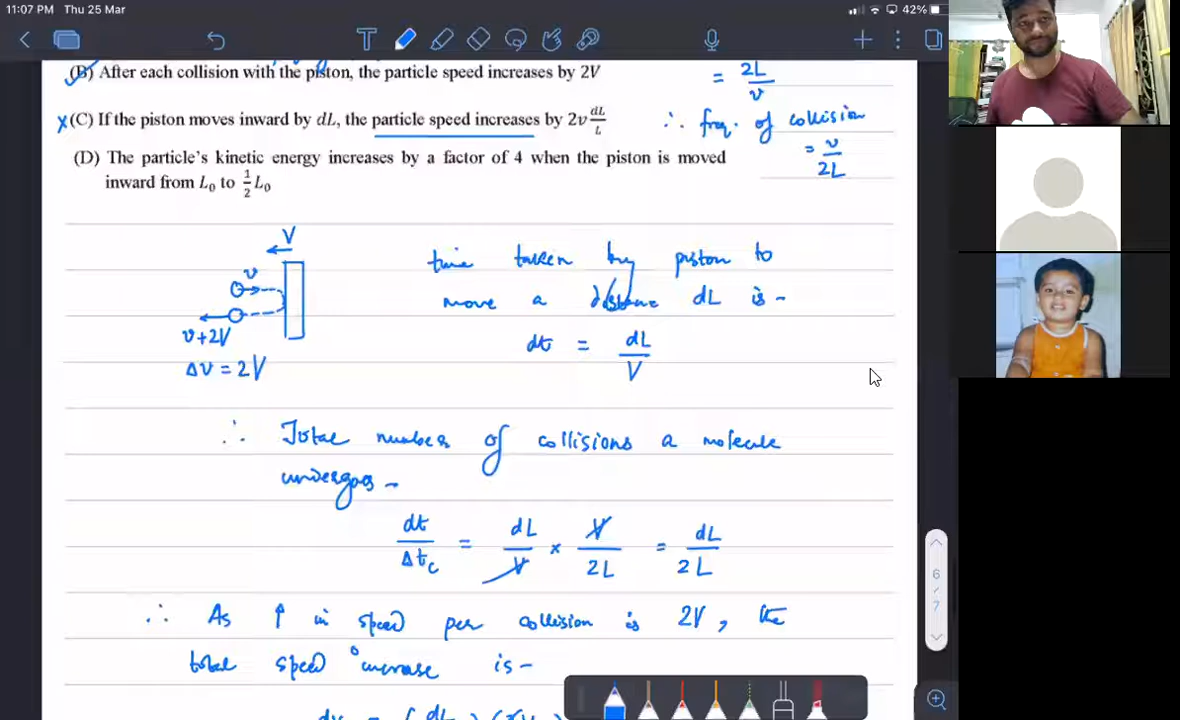 11:07 PM Thu 25 Mar
42%
(B) After each collision with the piston, the particle speed increases by 2V
= 2L/v
x(C) If the piston moves inward by dL, the particle speed increases by 2v dL/L
∴ freq. of collision
= v/2L
(D) The particle's kinetic energy increases by a factor of 4 when the piston is moved
inward from L₀ to 1/2 L₀
V
v
v+2V
ΔV = 2V
time taken by piston to
move a distance dL is -
dt = dL/V
∴ Total number of collisions a molecule
undergoes -
dt/Δt_c = dL/V × V/2L = dL/2L
∴ As ↑ in speed per collision is 2V, the
total speed increase is -
6
/
7